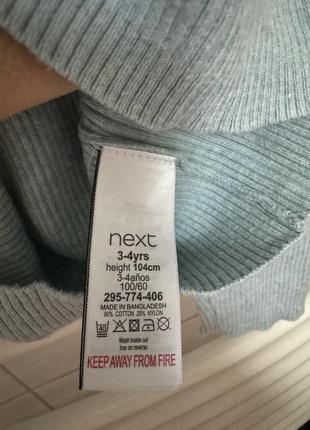 next
3-4yrs
height 104cm
3-4años
100/60
295-774-406
MADE IN BANGLADESH
80% COTTON 20% NYLON
40
Wash inside out
Iron on reverse
KEEP AWAY FROM FIRE